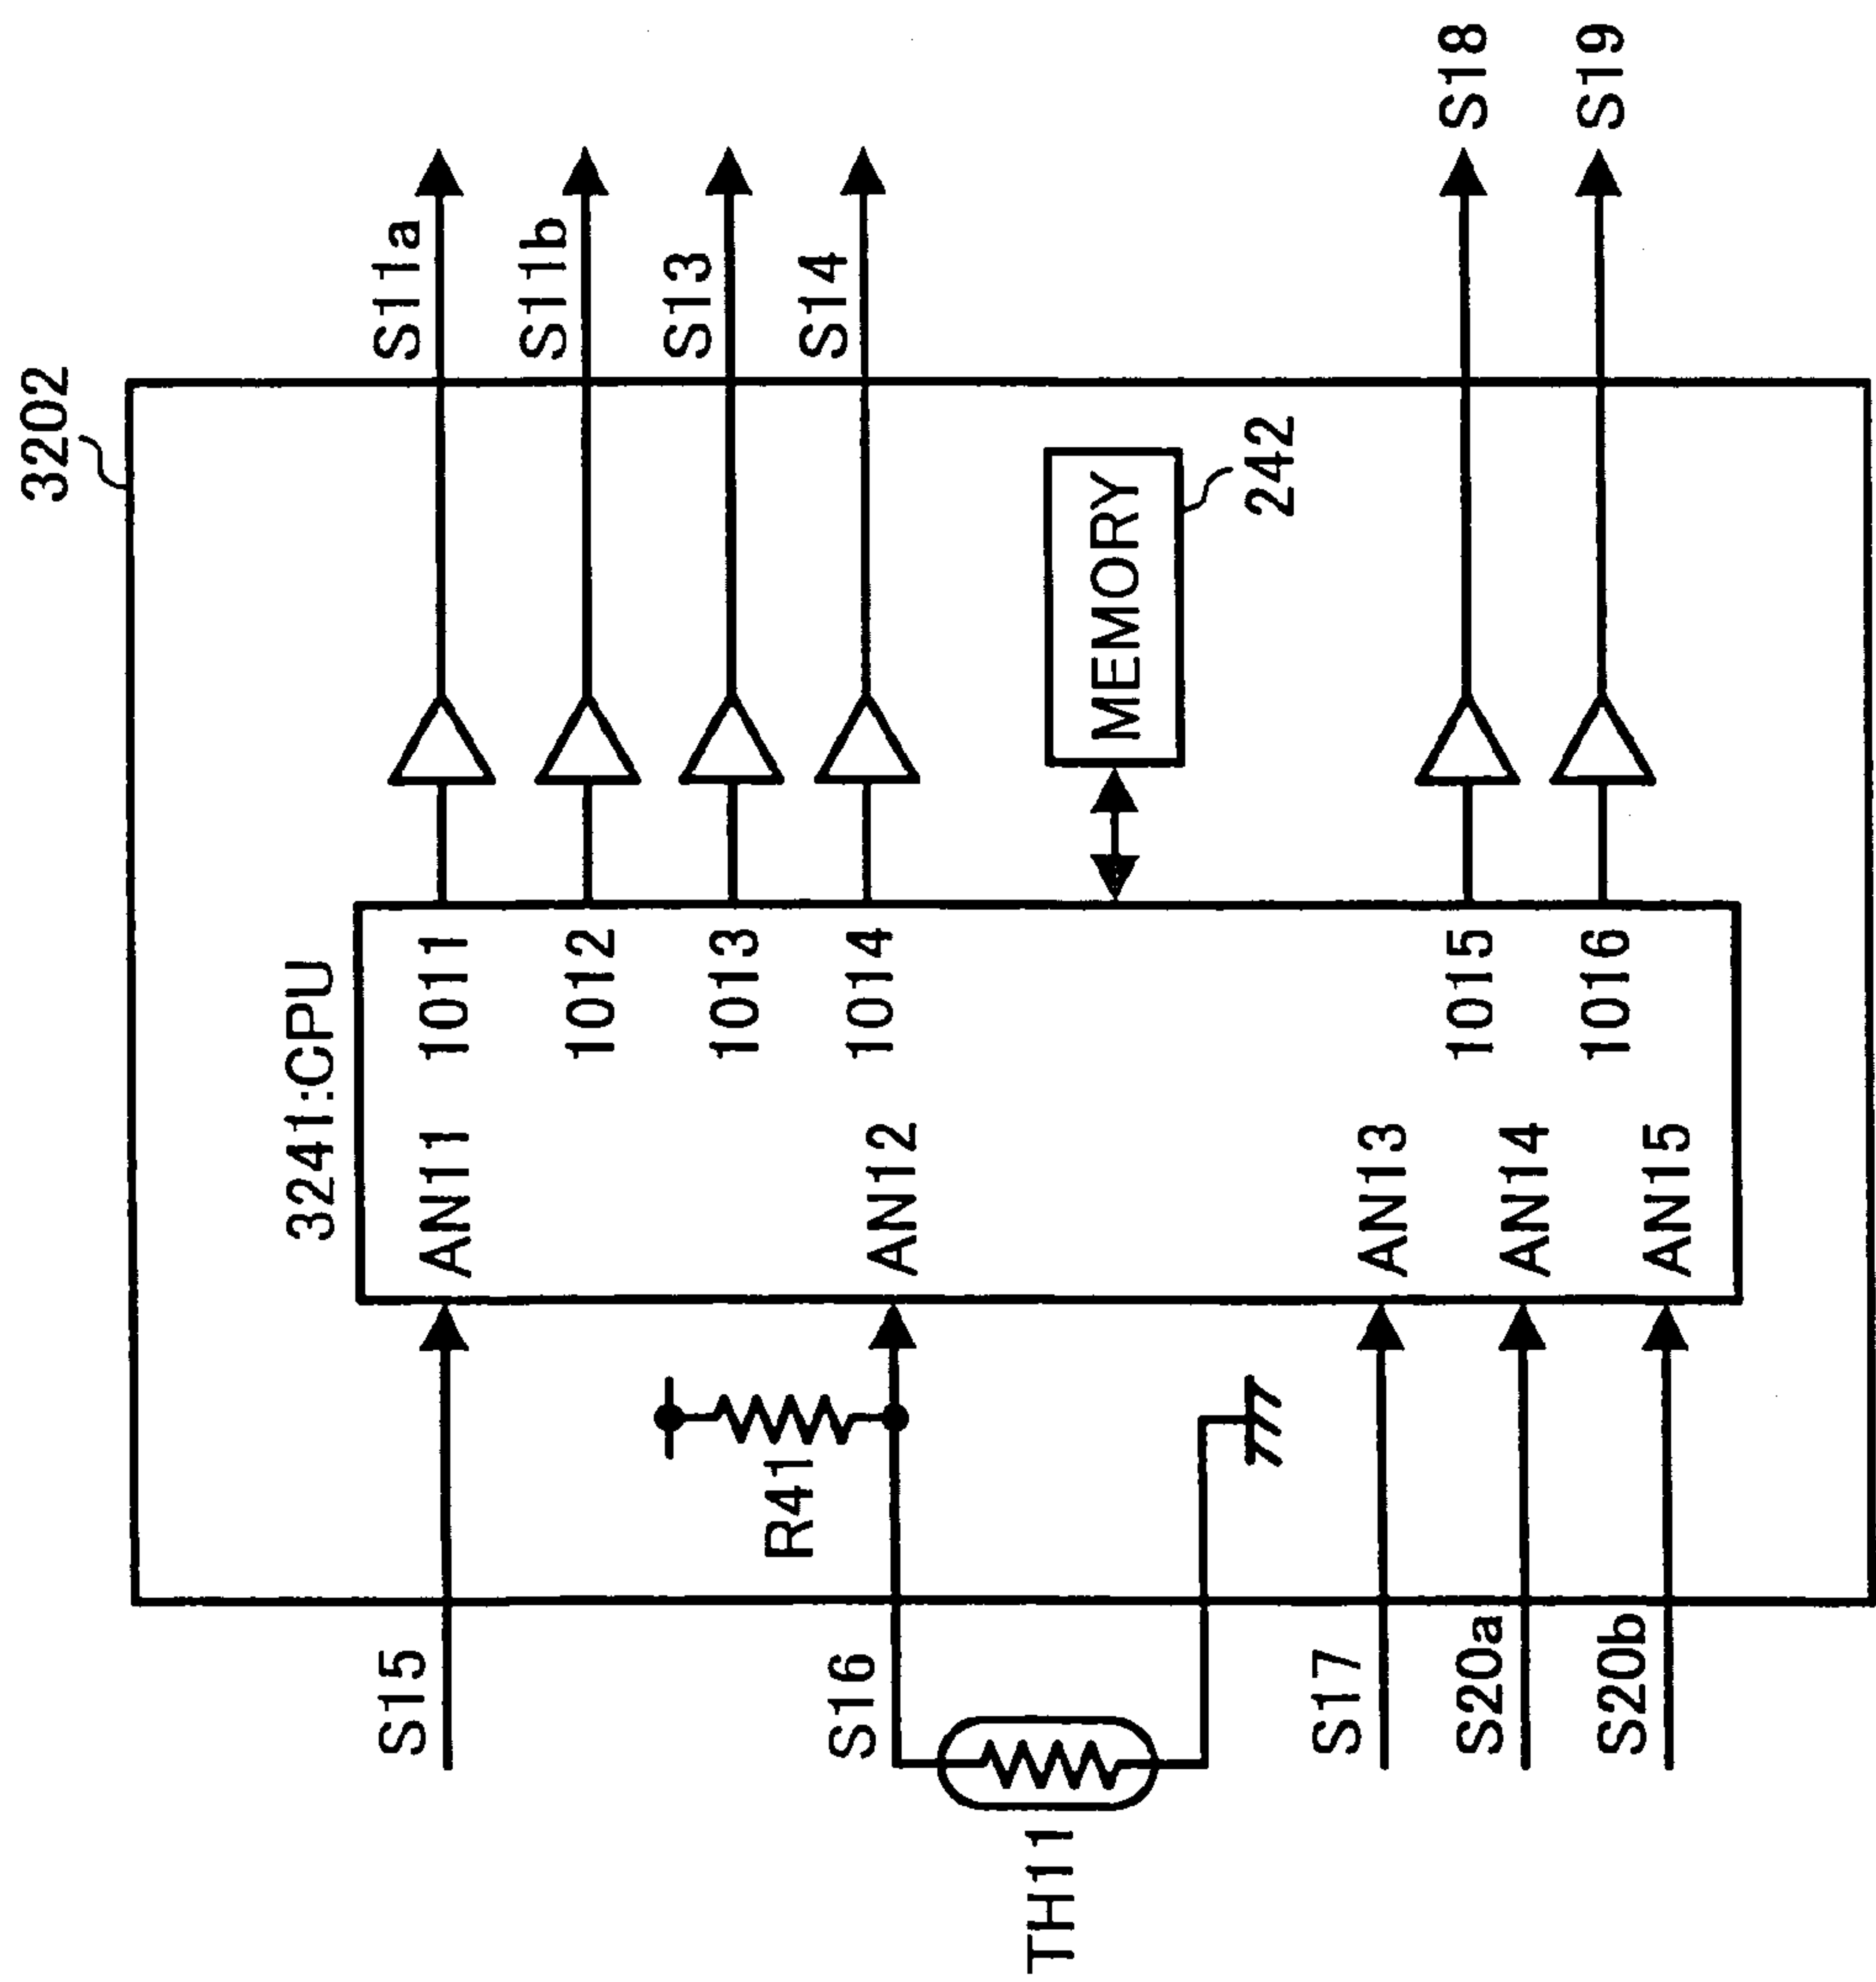 3202
3241:CPU
S15
AN11
1011
S11a
1012
S11b
1013
S13
R41
S16
AN12
1014
S14
TH11
MEMORY
242
S17
AN13
1015
S18
S20a
AN14
1016
S19
S20b
AN15